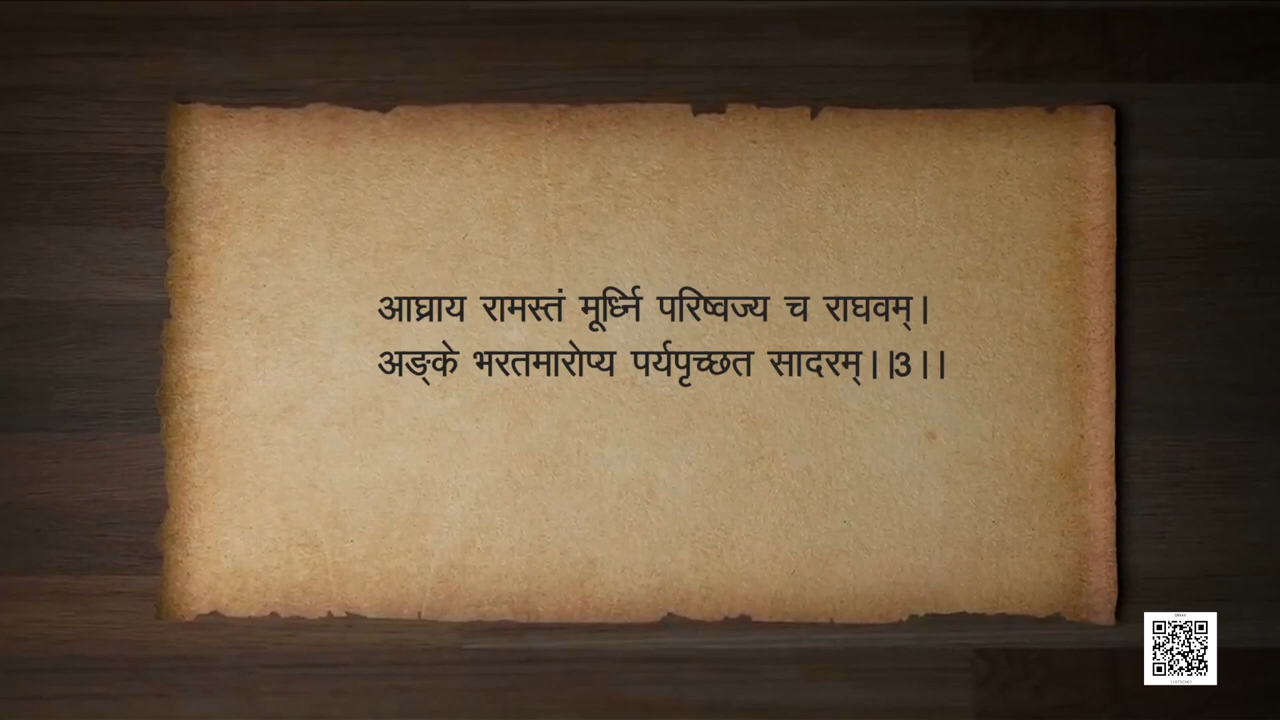 आघ्राय रामस्तं मूर्ध्नि परिष्वज्य च राघवम्।
अङ्के भरतमारोप्य पर्यपृच्छत सादरम्।।3।।